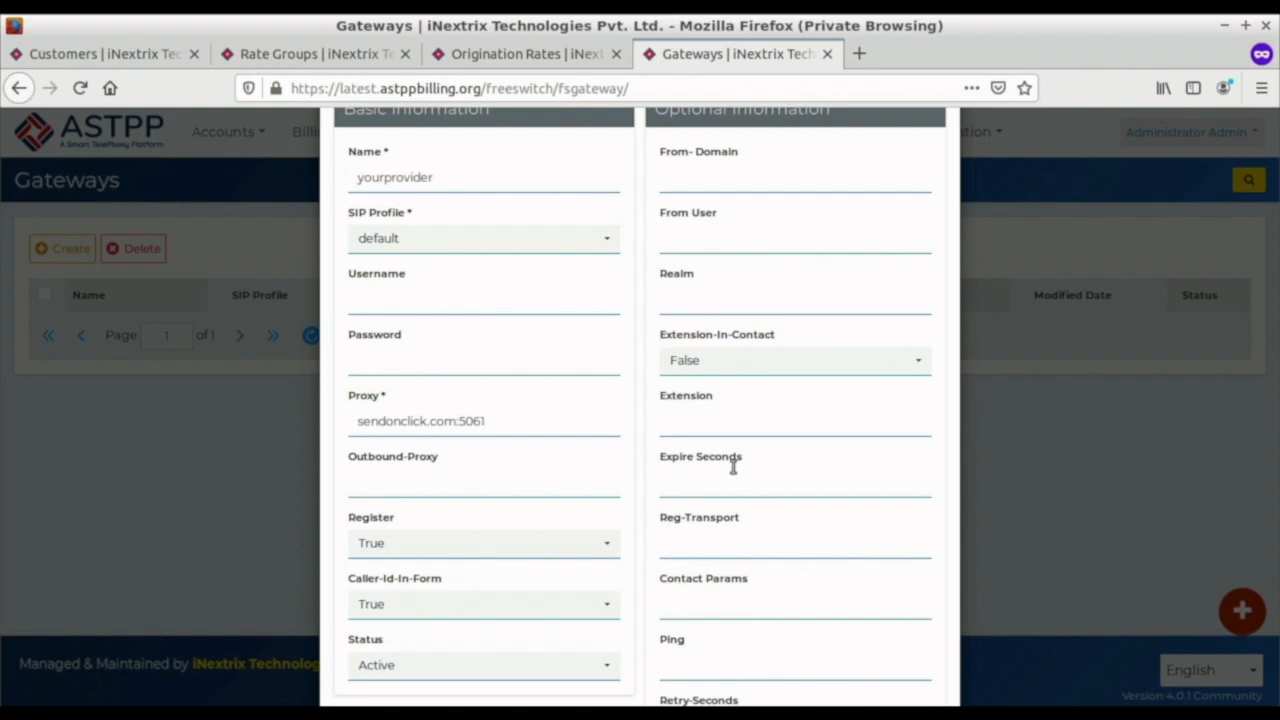 Gateways | iNextrix Technologies Pvt. Ltd. - Mozilla Firefox (Private Browsing)
Customers | iNextrix Tec
Rate Groups | iNextrix T
Origination Rates | iNext
Gateways | iNextrix Tech
https://latest.astppbilling.org/freeswitch/fsgateway/
ASTPP
A Smart TelePhony Platform
Accounts
Billi
ation
Administrator Admin
Gateways
Create
Delete
Name
SIP Profile
Modified Date
Status
Page 1 of 1
Basic Information
Name *
yourprovider
SIP Profile *
default
Username
Password
Proxy *
sendonclick.com:5061
Outbound-Proxy
Register
True
Caller-Id-In-Form
True
Status
Active
Optional Information
From- Domain
From User
Realm
Extension-In-Contact
False
Extension
Expire Seconds
Reg-Transport
Contact Params
Ping
Retry-Seconds
Managed & Maintained by iNextrix Technolog
English
Version 4.0.1 Community